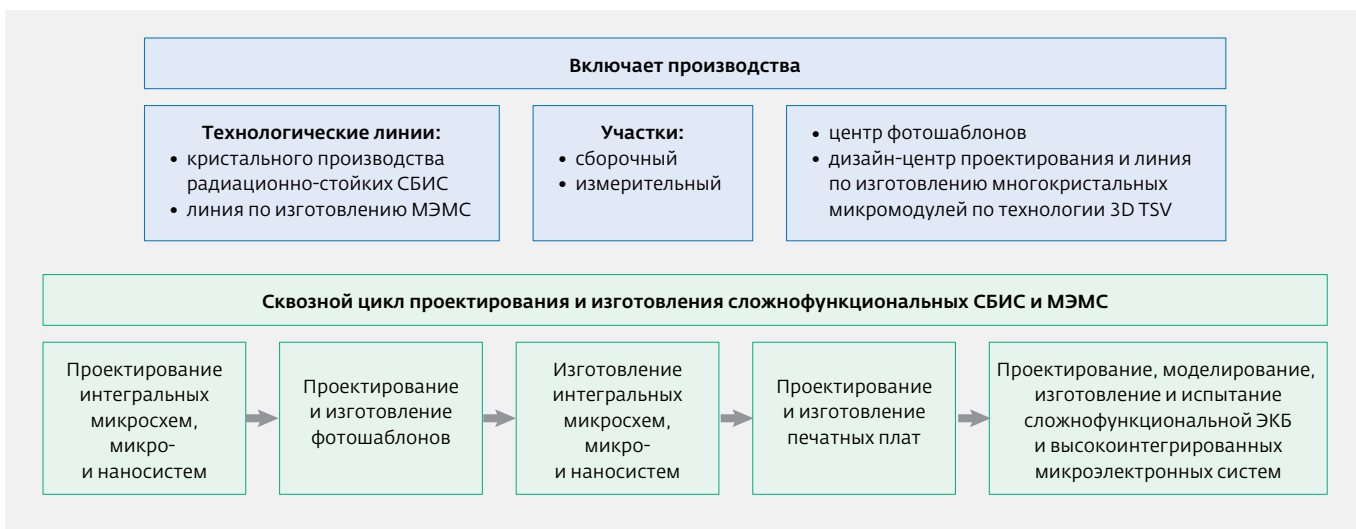 Включает производства
Технологические линии:
• кристального производства
радиационно-стойких СБИС
• линия по изготовлению МЭМС
Участки:
• сборочный
• измерительный
• центр фотошаблонов
• дизайн-центр проектирования и линия
по изготовлению многокристальных
микромодулей по технологии 3D TSV
Сквозной цикл проектирования и изготовления сложнофункциональных СБИС и МЭМС
Проектирование
интегральных
микросхем,
микро-
и наносистем
Проектирование
и изготовление
фотошаблонов
Изготовление
интегральных
микросхем,
микро-
и наносистем
Проектирование
и изготовление
печатных плат
Проектирование, моделирование,
изготовление и испытание
сложнофункциональной ЭКБ
и высокоинтегрированных
микроэлектронных систем